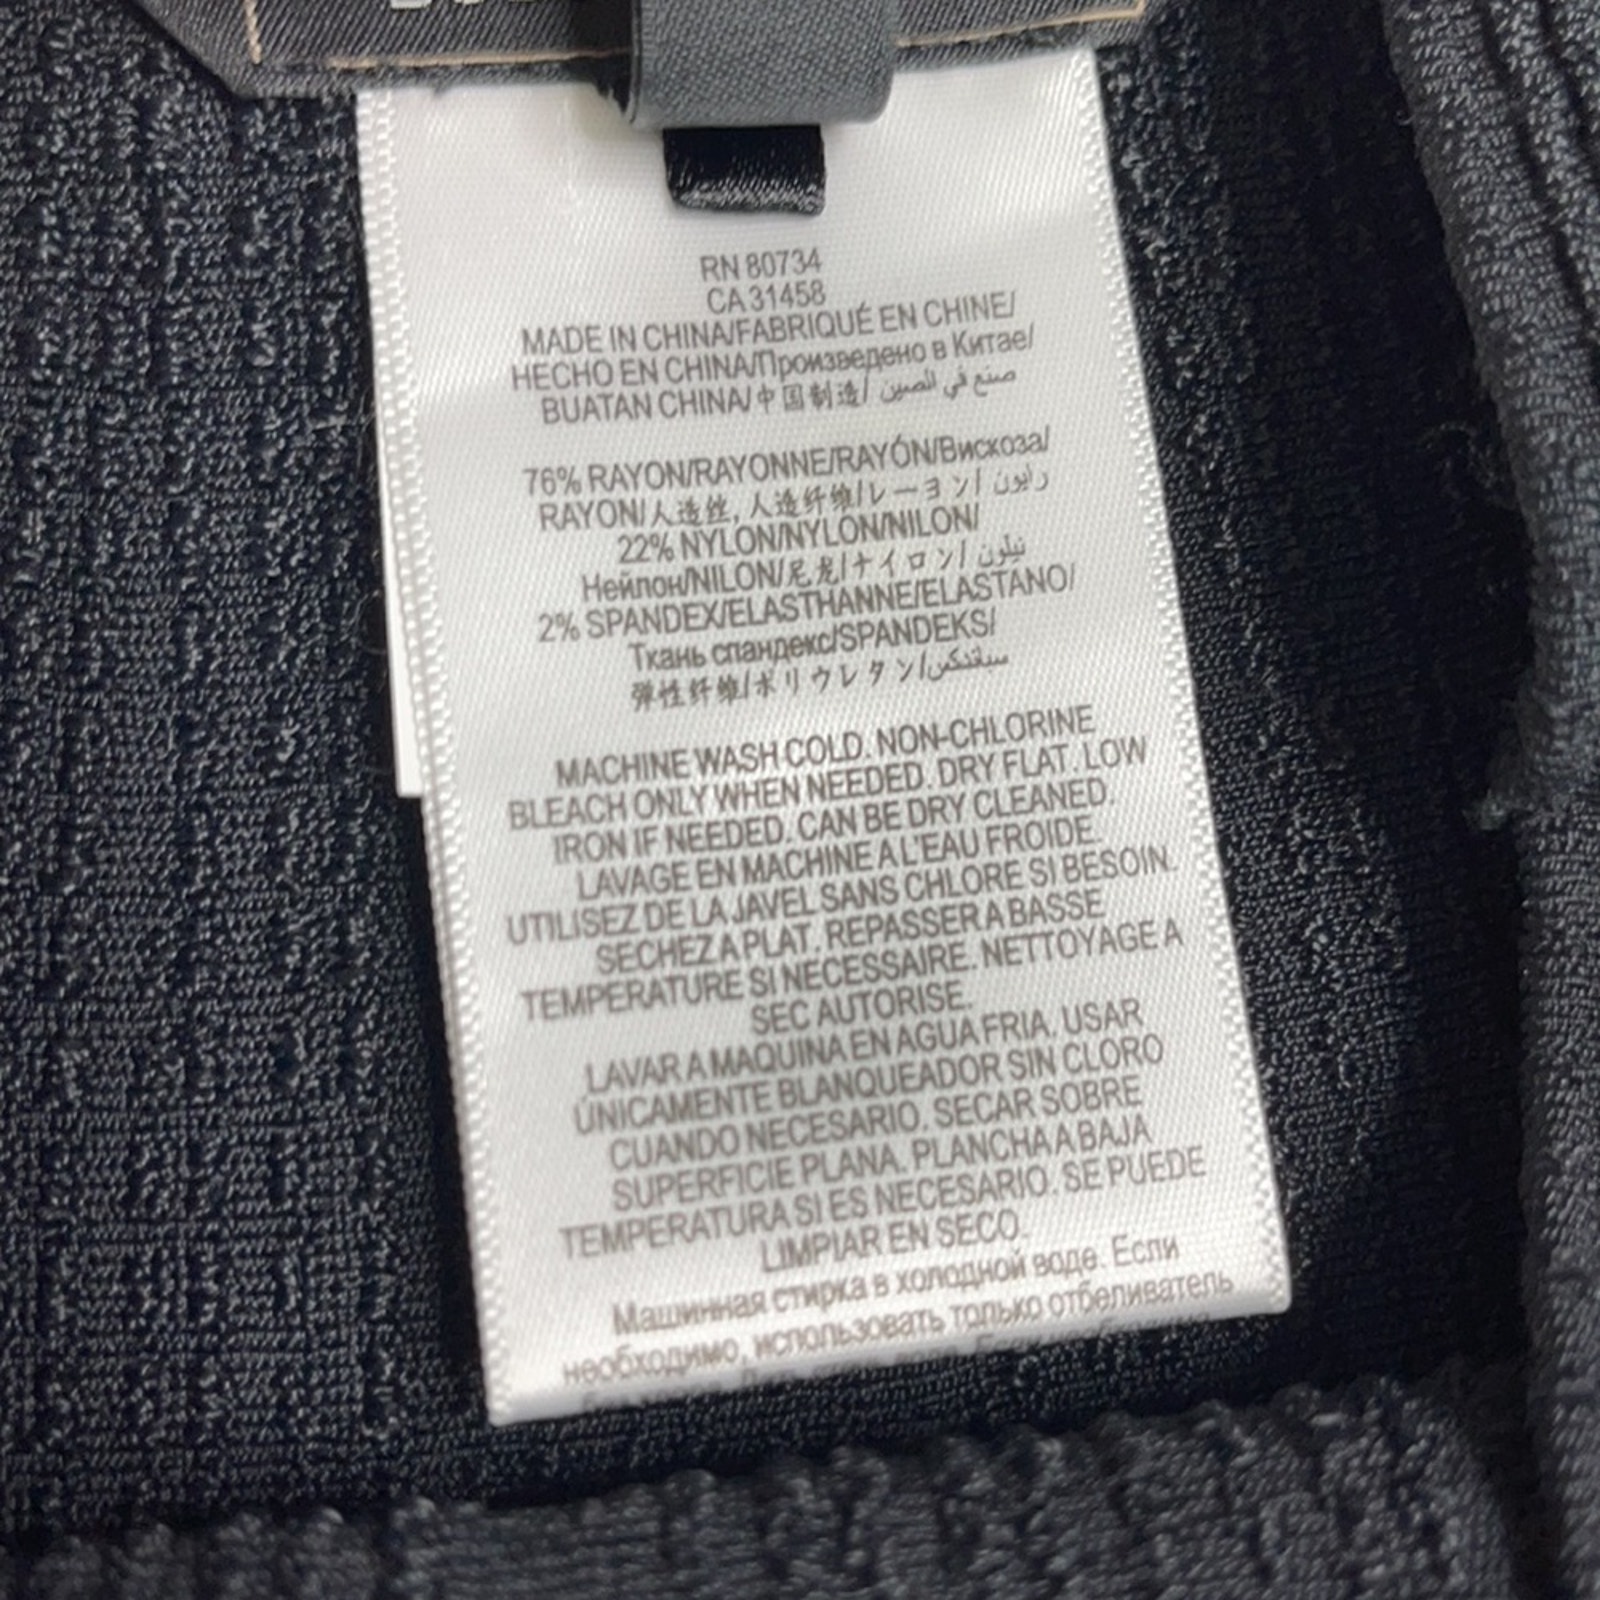 RN 80734
CA 31458
MADE IN CHINA/FABRIQUÉ EN CHINE/
HECHO EN CHINA/Произведено в Китае/
BUATAN CHINA/中国制造/ صنع في الصين
76% RAYON/RAYONNE/RAYÓN/Вискоза/
RAYON/人造丝, 人造纤维/レーヨン/ رايون
22% NYLON/NYLON/NILON/
Нейлон/NILON/尼龙/ナイロン/ نيلون
2% SPANDEX/ELASTHANNE/ELASTANO/
Ткань спандекс/SPANDEKS/
弹性纤维/ポリウレタン/سبندكس
MACHINE WASH COLD. NON-CHLORINE
BLEACH ONLY WHEN NEEDED. DRY FLAT. LOW
IRON IF NEEDED. CAN BE DRY CLEANED.
LAVAGE EN MACHINE A L'EAU FROIDE.
UTILISEZ DE LA JAVEL SANS CHLORE SI BESOIN.
SECHEZ A PLAT. REPASSER A BASSE
TEMPERATURE SI NECESSAIRE. NETTOYAGE A
SEC AUTORISE.
LAVAR A MAQUINA EN AGUA FRIA. USAR
ÚNICAMENTE BLANQUEADOR SIN CLORO
CUANDO NECESARIO. SECAR SOBRE
SUPERFICIE PLANA. PLANCHA A BAJA
TEMPERATURA SI ES NECESARIO. SE PUEDE
LIMPIAR EN SECO.
Машинная стирка в холодной воде. Если
необходимо, использовать только отбеливатель